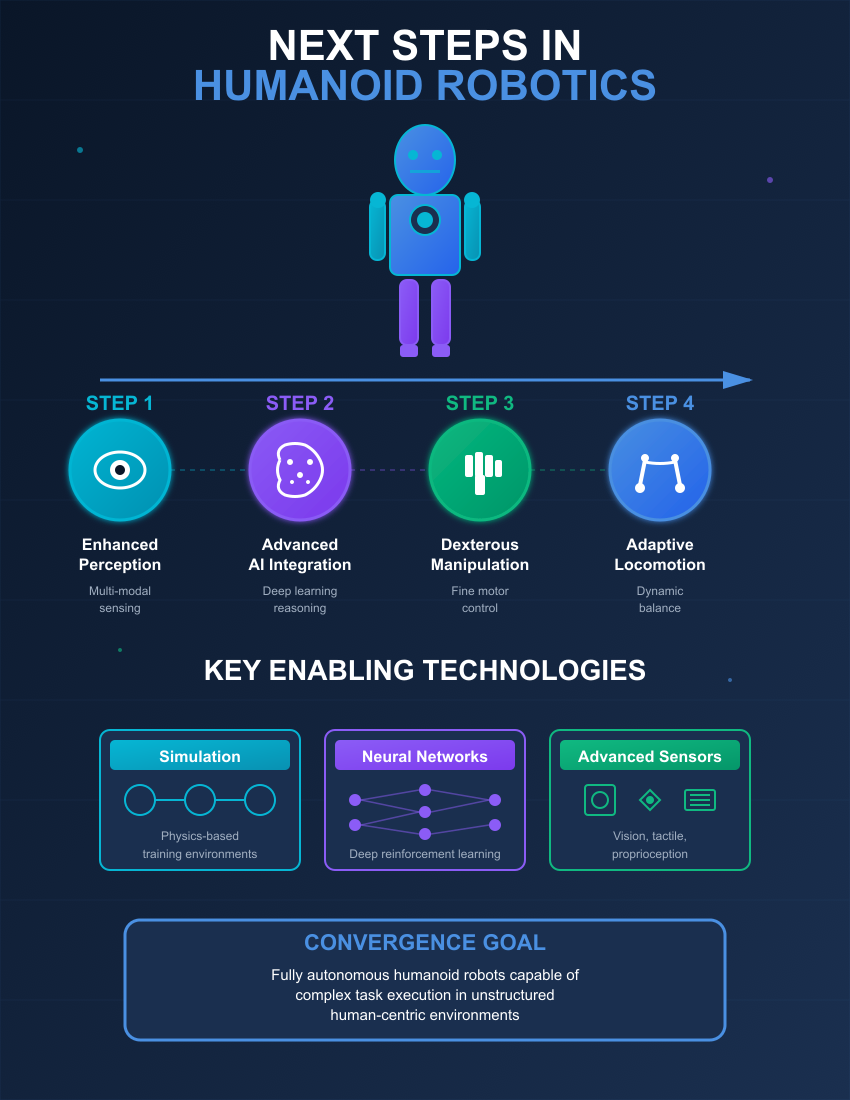 NEXT STEPS IN
HUMANOID ROBOTICS
STEP 1
STEP 2
STEP 3
STEP 4
Enhanced
Perception
Multi-modal
sensing
Advanced
AI Integration
Deep learning
reasoning
Dexterous
Manipulation
Fine motor
control
Adaptive
Locomotion
Dynamic
balance
KEY ENABLING TECHNOLOGIES
Simulation
Physics-based
training environments
Neural Networks
Deep reinforcement learning
Advanced Sensors
Vision, tactile,
proprioception
CONVERGENCE GOAL
Fully autonomous humanoid robots capable of
complex task execution in unstructured
human-centric environments